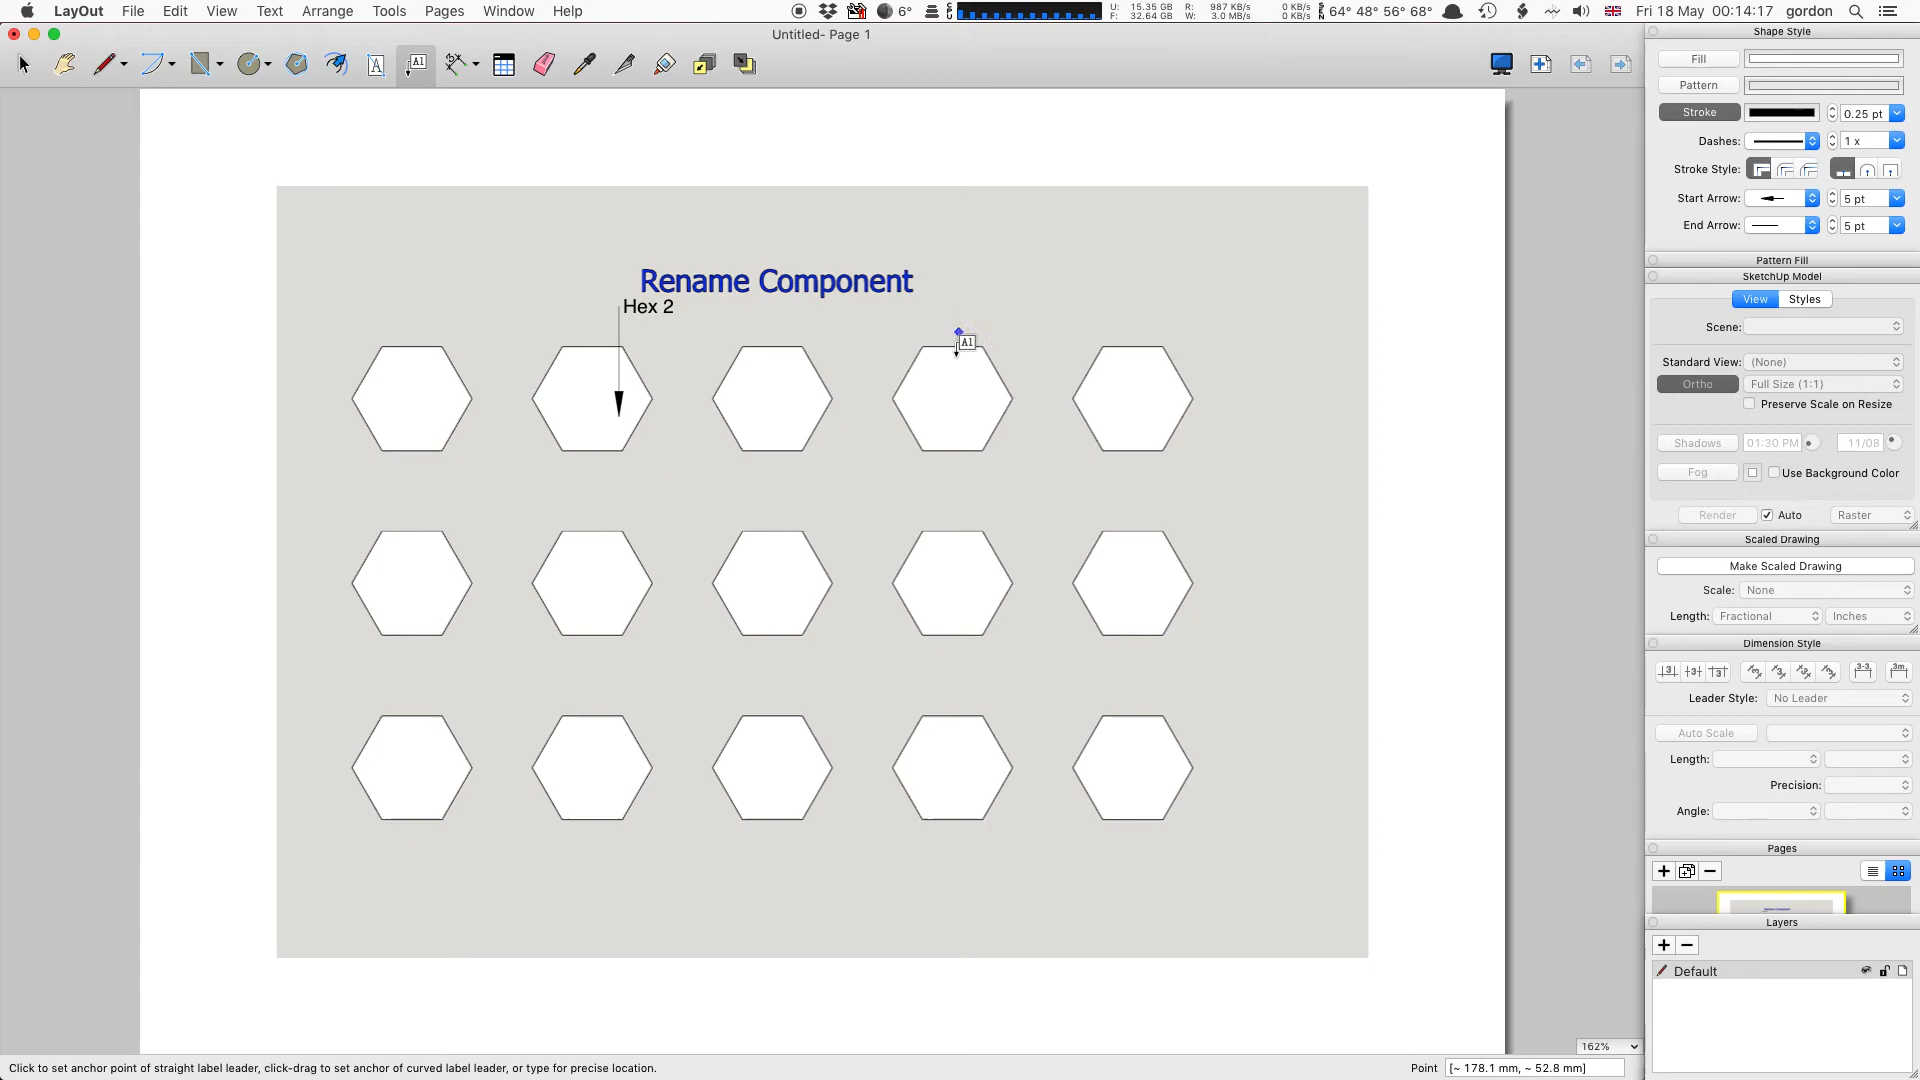 LayOut File Edit View Text Arrange Tools Pages Window Help 6° U: 15.35 GB F: 32.64 GB R: 987 KB/s W: 3.0 MB/s 0 KB/s 0 KB/s 64° 48° 56° 68° Fri 18 May 00:14:17 gordon
Untitled- Page 1
A1
Rename Component
Hex 2
A1
Shape Style
Fill
Pattern
Stroke 0.25 pt
Dashes: 1 x
Stroke Style:
Start Arrow: 5 pt
End Arrow: 5 pt
Pattern Fill
SketchUp Model
View Styles
Scene:
Standard View: (None)
Ortho Full Size (1:1)
Preserve Scale on Resize
Shadows 01:30 PM 11/08
Fog Use Background Color
Render Auto Raster
Scaled Drawing
Make Scaled Drawing
Scale: None
Length: Fractional Inches
Dimension Style
Leader Style: No Leader
Auto Scale
Length:
Precision:
Angle:
Pages
Layers
Default
162%
Click to set anchor point of straight label leader, click-drag to set anchor of curved label leader, or type for precise location. Point [~ 178.1 mm, ~ 52.8 mm]